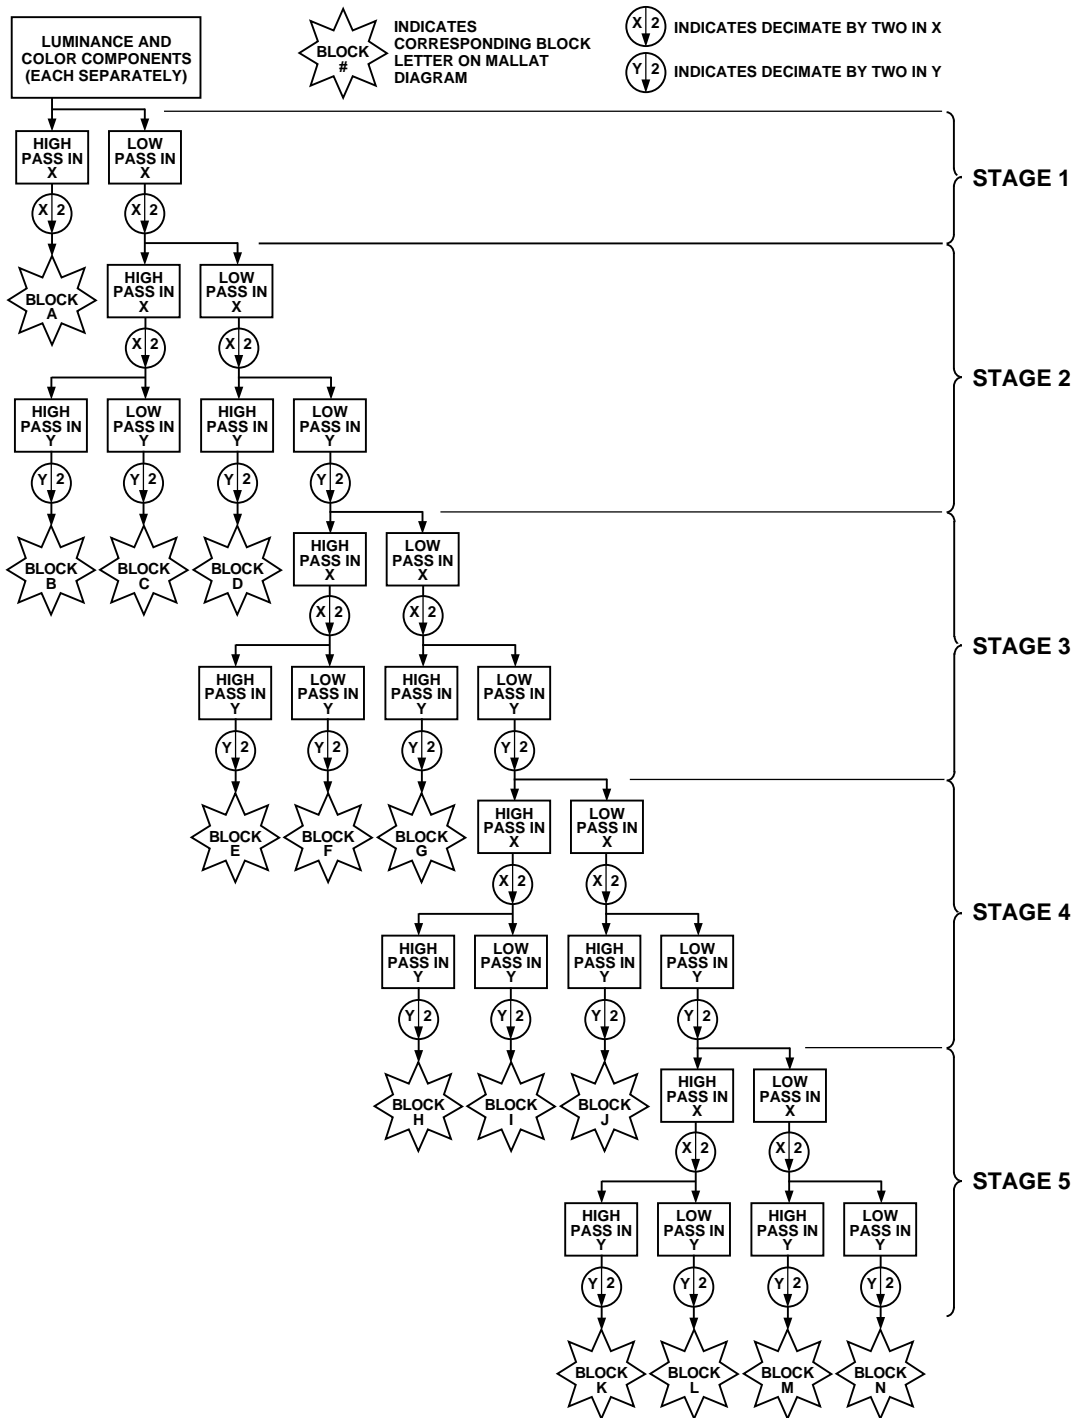 LUMINANCE AND
COLOR COMPONENTS
(EACH SEPARATELY)
BLOCK
#
INDICATES
CORRESPONDING BLOCK
LETTER ON MALLAT
DIAGRAM
X 2
INDICATES DECIMATE BY TWO IN X
Y 2
INDICATES DECIMATE BY TWO IN Y
HIGH
PASS IN
X
LOW
PASS IN
X
X 2
X 2
STAGE 1
BLOCK
A
HIGH
PASS IN
X
LOW
PASS IN
X
X 2
X 2
HIGH
PASS IN
Y
LOW
PASS IN
Y
HIGH
PASS IN
Y
LOW
PASS IN
Y
Y 2
Y 2
Y 2
Y 2
STAGE 2
BLOCK
B
BLOCK
C
BLOCK
D
HIGH
PASS IN
X
LOW
PASS IN
X
X 2
X 2
HIGH
PASS IN
Y
LOW
PASS IN
Y
HIGH
PASS IN
Y
LOW
PASS IN
Y
Y 2
Y 2
Y 2
Y 2
STAGE 3
BLOCK
E
BLOCK
F
BLOCK
G
HIGH
PASS IN
X
LOW
PASS IN
X
X 2
X 2
HIGH
PASS IN
Y
LOW
PASS IN
Y
HIGH
PASS IN
Y
LOW
PASS IN
Y
Y 2
Y 2
Y 2
Y 2
STAGE 4
BLOCK
H
BLOCK
I
BLOCK
J
HIGH
PASS IN
X
LOW
PASS IN
X
X 2
X 2
HIGH
PASS IN
Y
LOW
PASS IN
Y
HIGH
PASS IN
Y
LOW
PASS IN
Y
Y 2
Y 2
Y 2
Y 2
STAGE 5
BLOCK
K
BLOCK
L
BLOCK
M
BLOCK
N